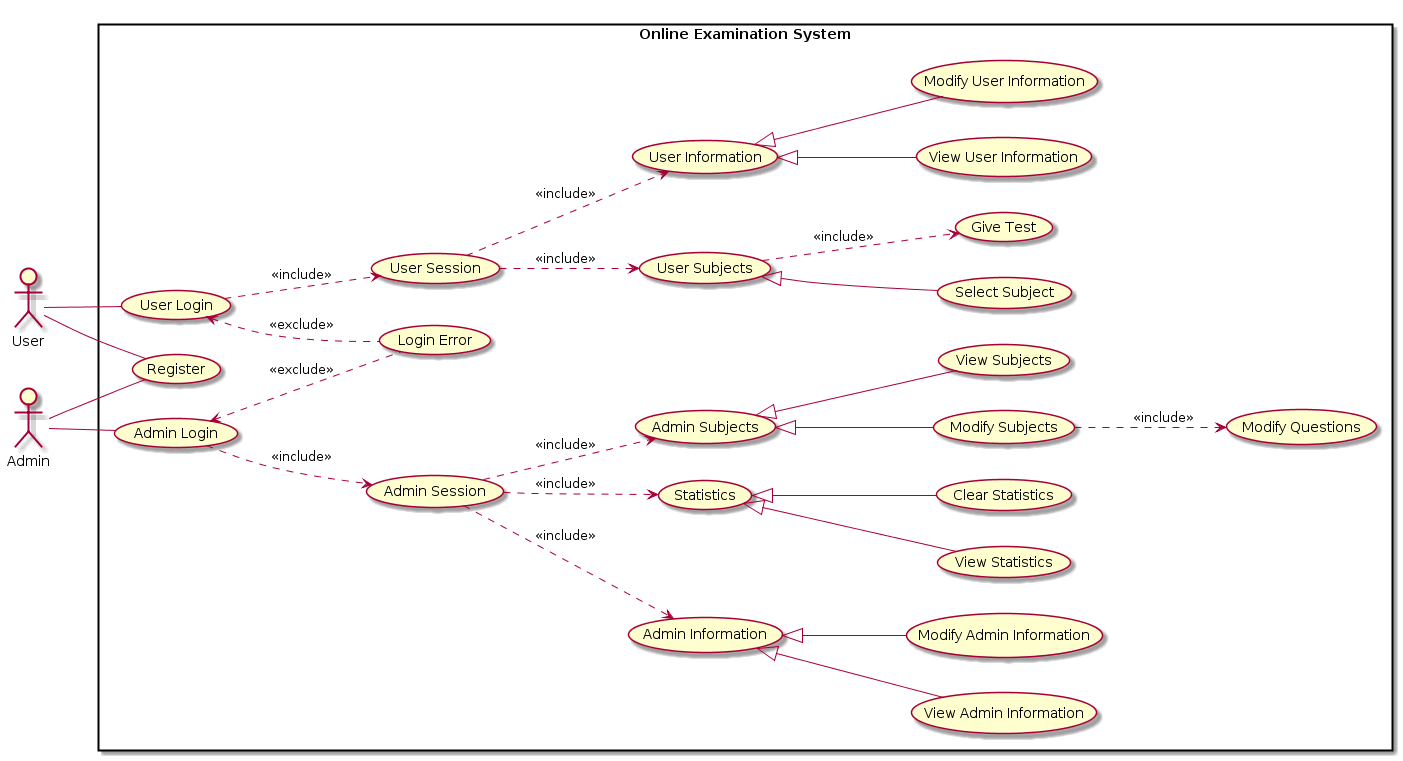 Online Examination System
Modify User Information
User Information
View User Information
«include»
Give Test
«include»
«include»
User Session
User Subjects
«include»
Select Subject
User Login
«exclude»
User
Login Error
View Subjects
Register
«exclude»
Admin Login
Admin Subjects
Modify Subjects
«include»
Modify Questions
«include»
Admin
«include»
Admin Session
«include»
Statistics
Clear Statistics
«include»
View Statistics
Admin Information
Modify Admin Information
View Admin Information